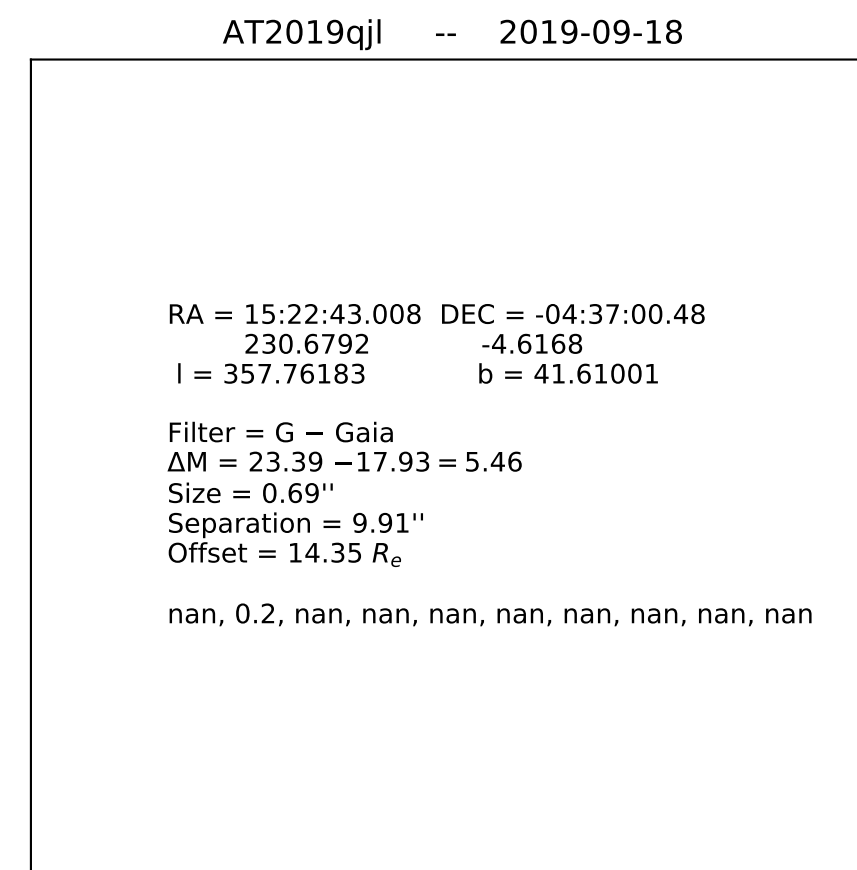 AT2019qjl -- 2019-09-18
RA = 15:22:43.008 DEC = -04:37:00.48
230.6792 -4.6168
l = 357.76183 b = 41.61001
Filter = G − Gaia
ΔM = 23.39 −17.93 = 5.46
Size = 0.69''
Separation = 9.91''
Offset = 14.35 Rₑ
nan, 0.2, nan, nan, nan, nan, nan, nan, nan, nan